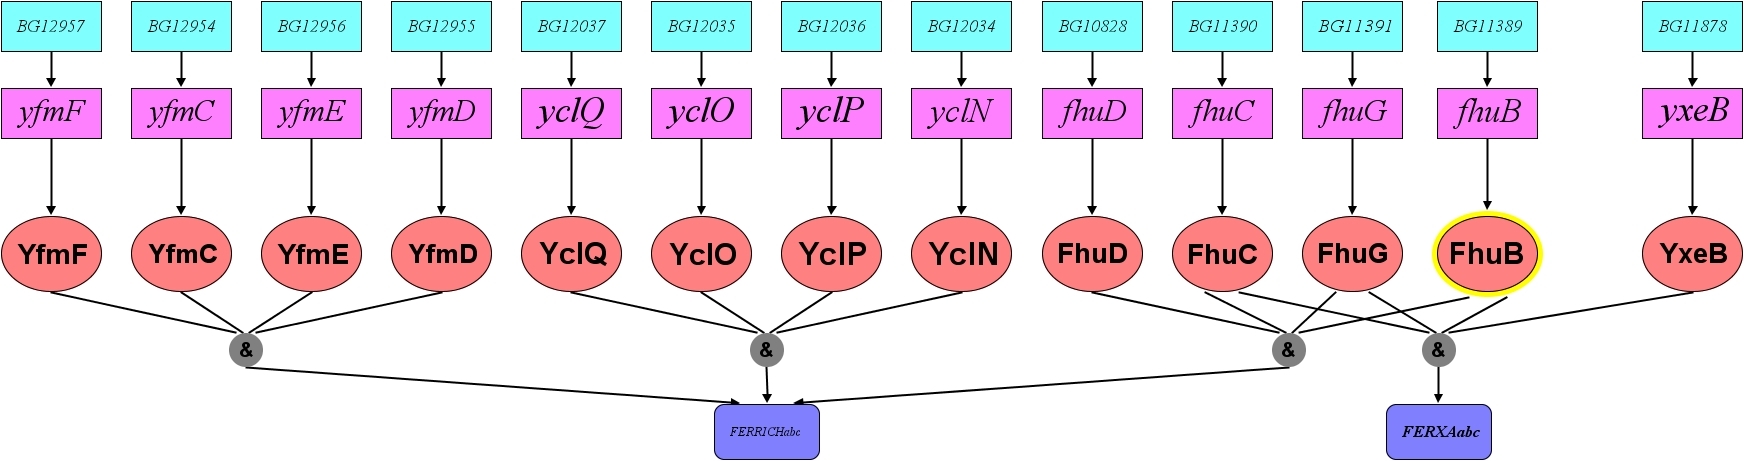 BG12957 BG12954 BG12956 BG12955 BG12037 BG12035 BG12036 BG12034 BG10828 BG11390 BG11391 BG11389 BG11878
yfmF yfmC yfmE yfmD yclQ yclO yclP yclN fhuD fhuC fhuG fhuB yxeB
YfmF YfmC YfmE YfmD YclQ YclO YclP YclN FhuD FhuC FhuG FhuB YxeB
& & & &
FERRICHabc FERXAabc